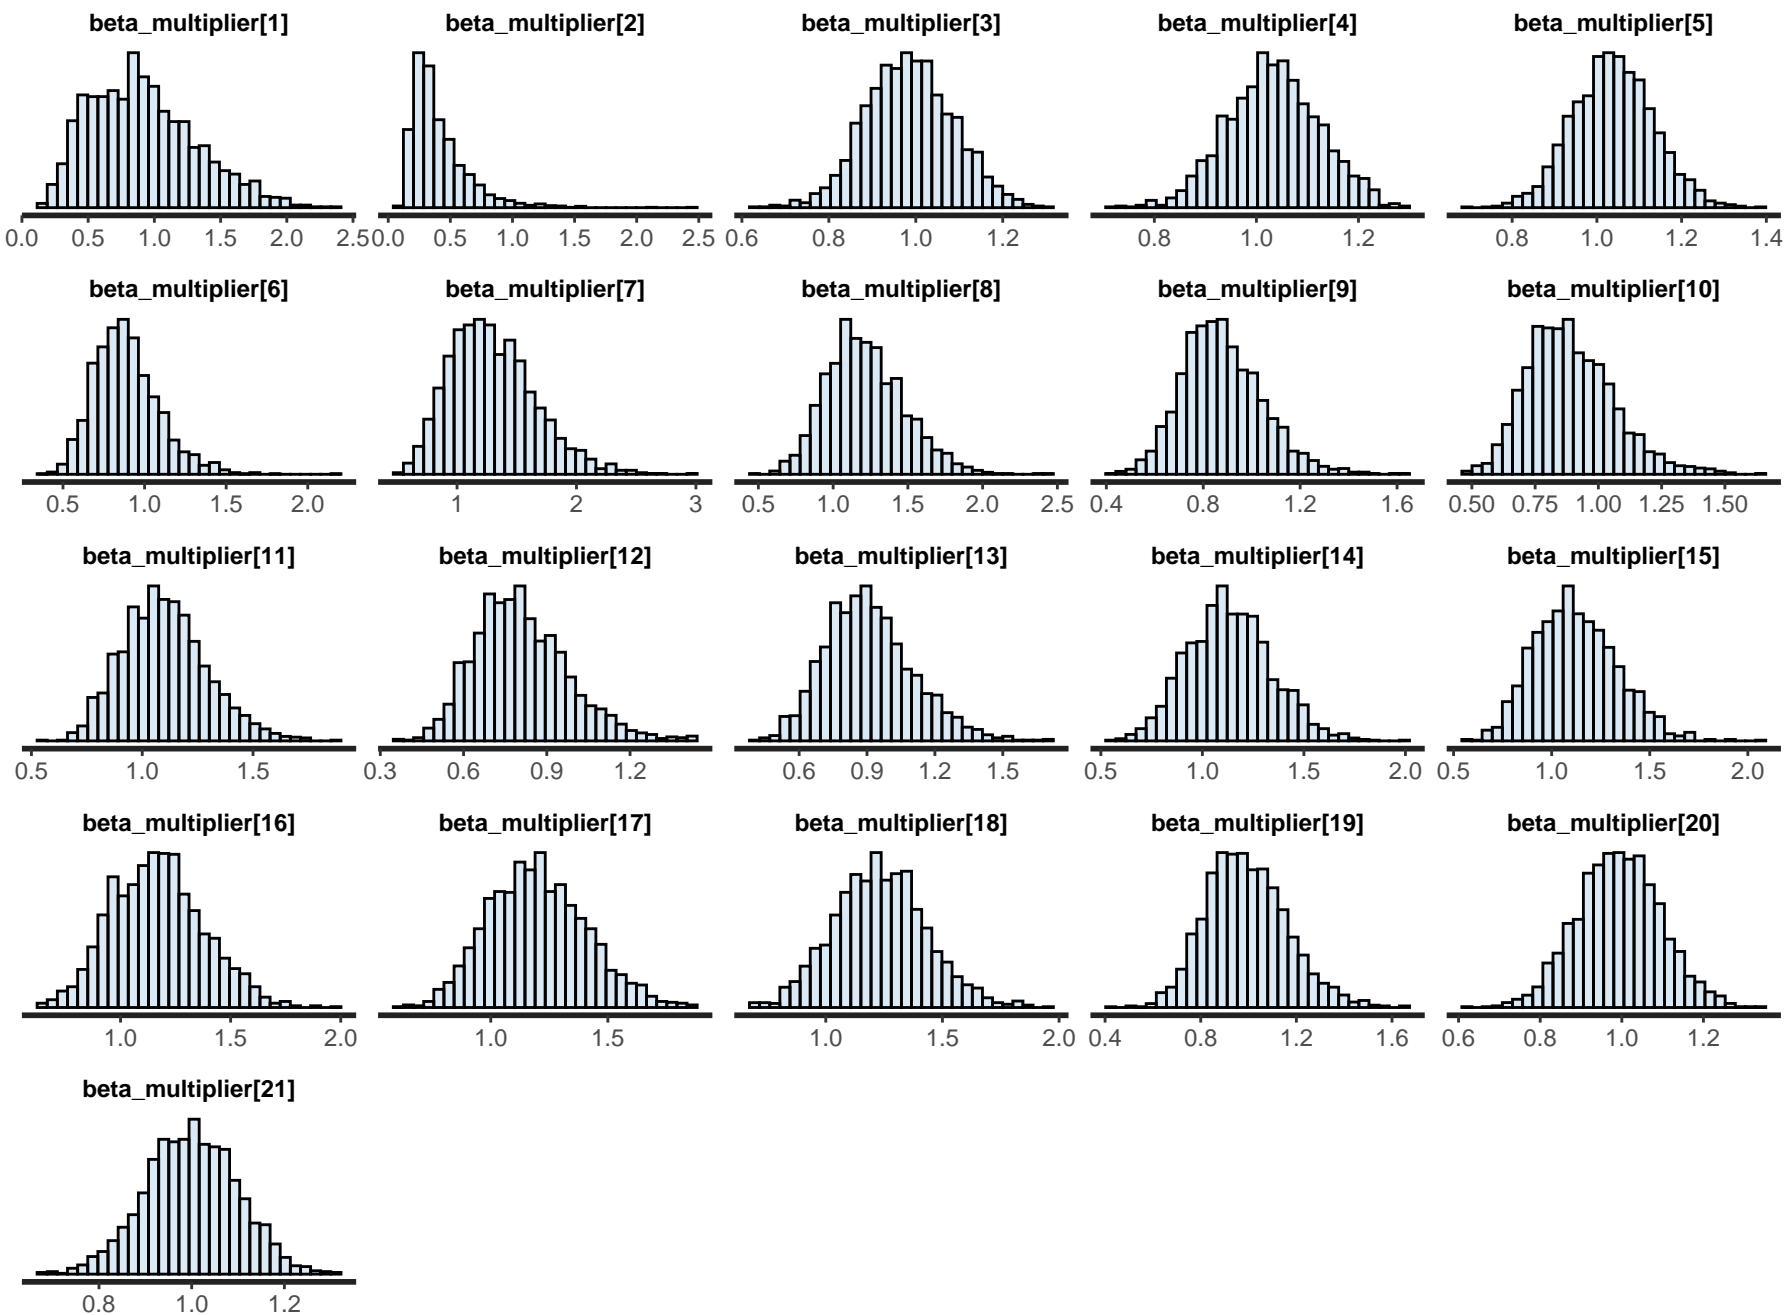 beta_multiplier[1] beta_multiplier[2] beta_multiplier[3] beta_multiplier[4] beta_multiplier[5]
0.0 0.5 1.0 1.5 2.0 2.5 0.0 0.5 1.0 1.5 2.0 2.5 0.6 0.8 1.0 1.2 0.8 1.0 1.2 0.8 1.0 1.2 1.4
beta_multiplier[6] beta_multiplier[7] beta_multiplier[8] beta_multiplier[9] beta_multiplier[10]
0.5 1.0 1.5 2.0 1 2 3 0.5 1.0 1.5 2.0 2.5 0.4 0.8 1.2 1.6 0.50 0.75 1.00 1.25 1.50
beta_multiplier[11] beta_multiplier[12] beta_multiplier[13] beta_multiplier[14] beta_multiplier[15]
0.5 1.0 1.5 0.3 0.6 0.9 1.2 0.6 0.9 1.2 1.5 0.5 1.0 1.5 2.0 0.5 1.0 1.5 2.0
beta_multiplier[16] beta_multiplier[17] beta_multiplier[18] beta_multiplier[19] beta_multiplier[20]
1.0 1.5 2.0 1.0 1.5 1.0 1.5 2.0 0.4 0.8 1.2 1.6 0.6 0.8 1.0 1.2
beta_multiplier[21]
0.8 1.0 1.2